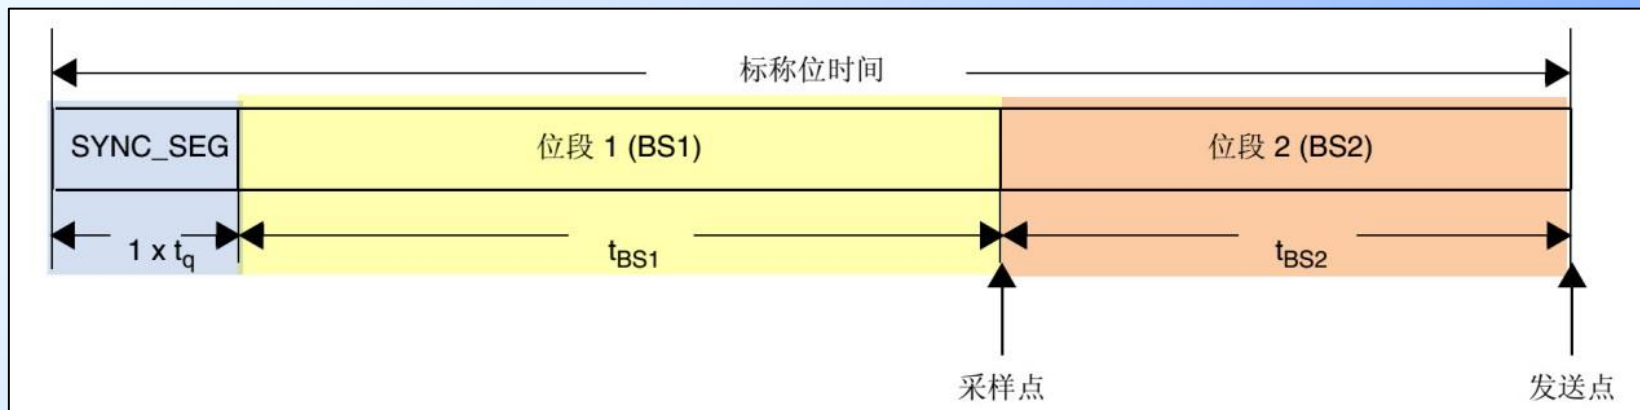 标称位时间
SYNC_SEG 位段 1 (BS1) 位段 2 (BS2)
1 x tq tBS1 tBS2
采样点 发送点